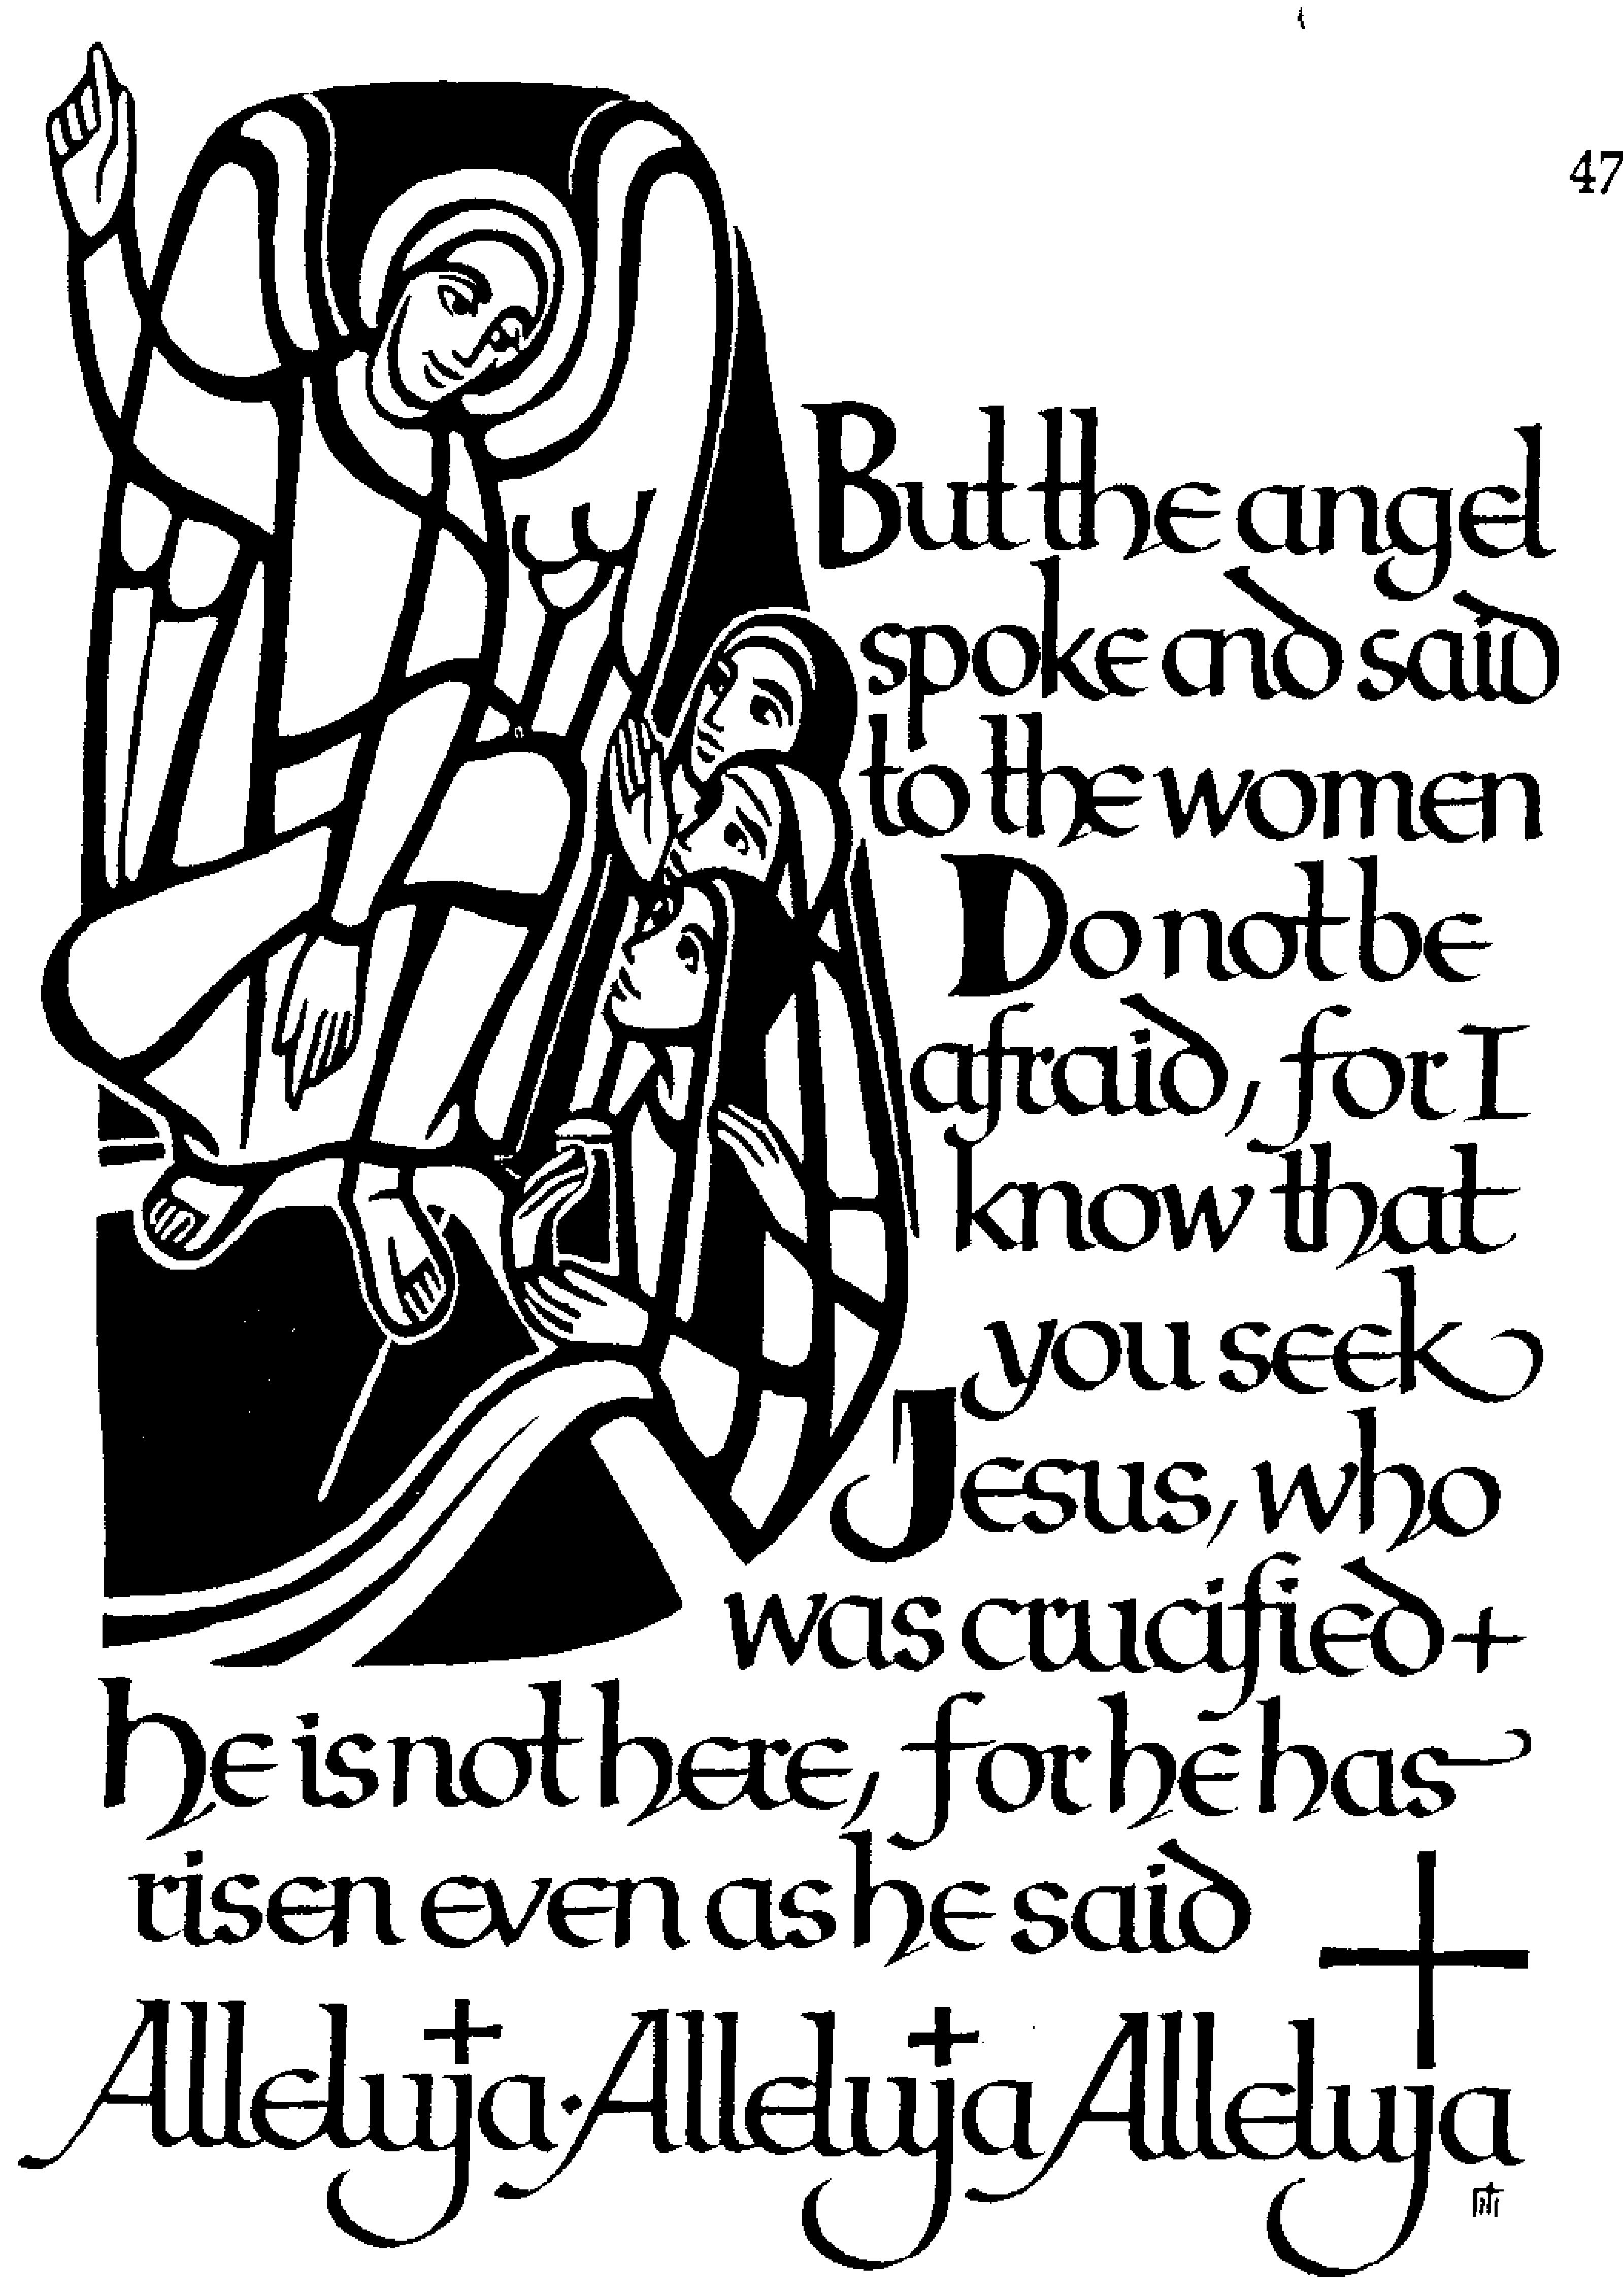 47
But the angel
spoke and said
to the women
Do not be
afraid, for I
know that
you seek
Jesus, who
was crucified +
he is not here, for he has
risen even as he said
Alleluja · Alleluja Alleluja